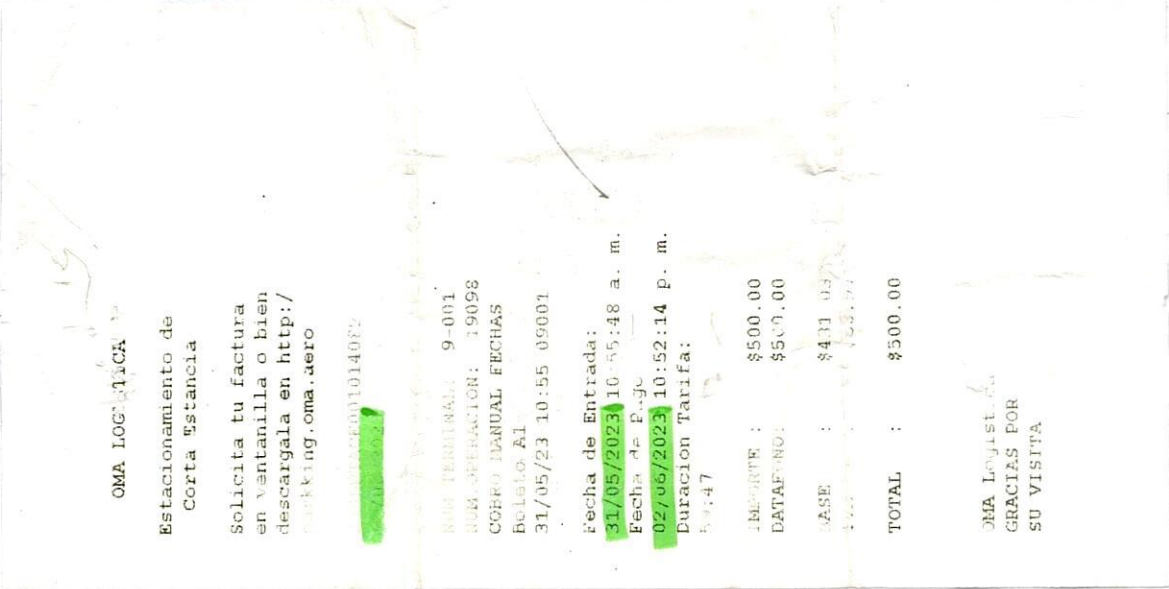 OMA
Estacionamiento de
Corta Estancia
Solicita tu factura
en ventanilla o bien
descargala en http:/
king.oma.aero
9-001
19098
COBRO MANUAL FECHAS
Boleto A1
31/05/23 10:55 09001
Fecha de Entrada:
31/05/2023 10:55:48 a. m.
Fecha de Pago
02/06/2023 10:52:14 p. m.
Duracion Tarifa:
:47
IMPORTE : $500.00
DATAFONO: $500.00
BASE : $431
TOTAL : $500.00
OMA
GRACIAS POR
SU VISITA